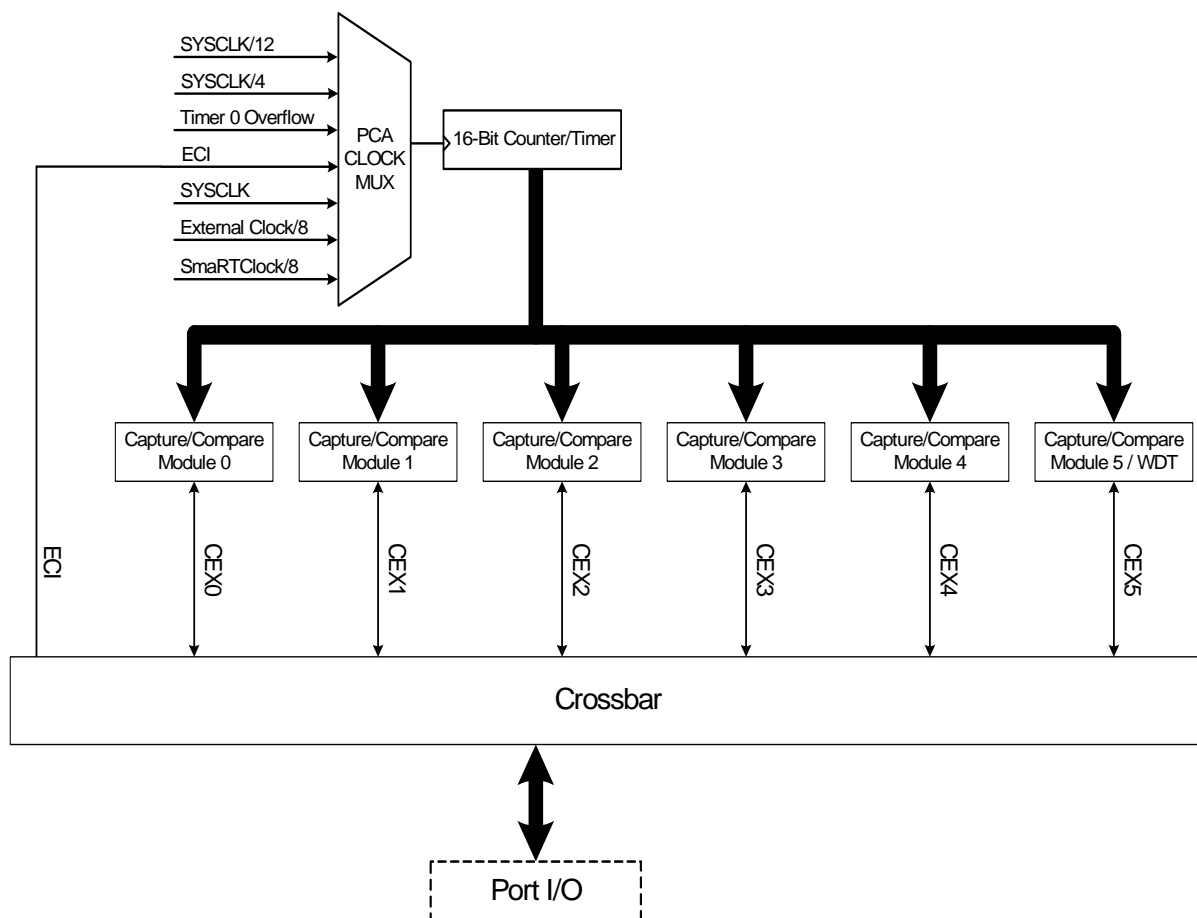 SYSCLK/12
SYSCLK/4
Timer 0 Overflow
ECI
SYSCLK
External Clock/8
SmaRTClock/8
PCA
CLOCK
MUX
16-Bit Counter/Timer
Capture/Compare
Module 0
Capture/Compare
Module 1
Capture/Compare
Module 2
Capture/Compare
Module 3
Capture/Compare
Module 4
Capture/Compare
Module 5 / WDT
ECI
CEX0
CEX1
CEX2
CEX3
CEX4
CEX5
Crossbar
Port I/O